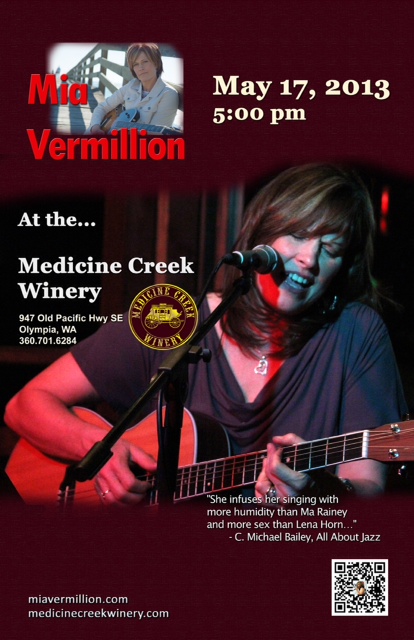 Mia
Vermillion
May 17, 2013
5:00 pm
At the...
Medicine Creek
Winery
947 Old Pacific Hwy SE
Olympia, WA
360.701.6284
MEDICINE CREEK
WINERY
"She infuses her singing with
more humidity than Ma Rainey
and more sex than Lena Horn..."
- C. Michael Bailey, All About Jazz
miavermillion.com
medicinecreekwinery.com